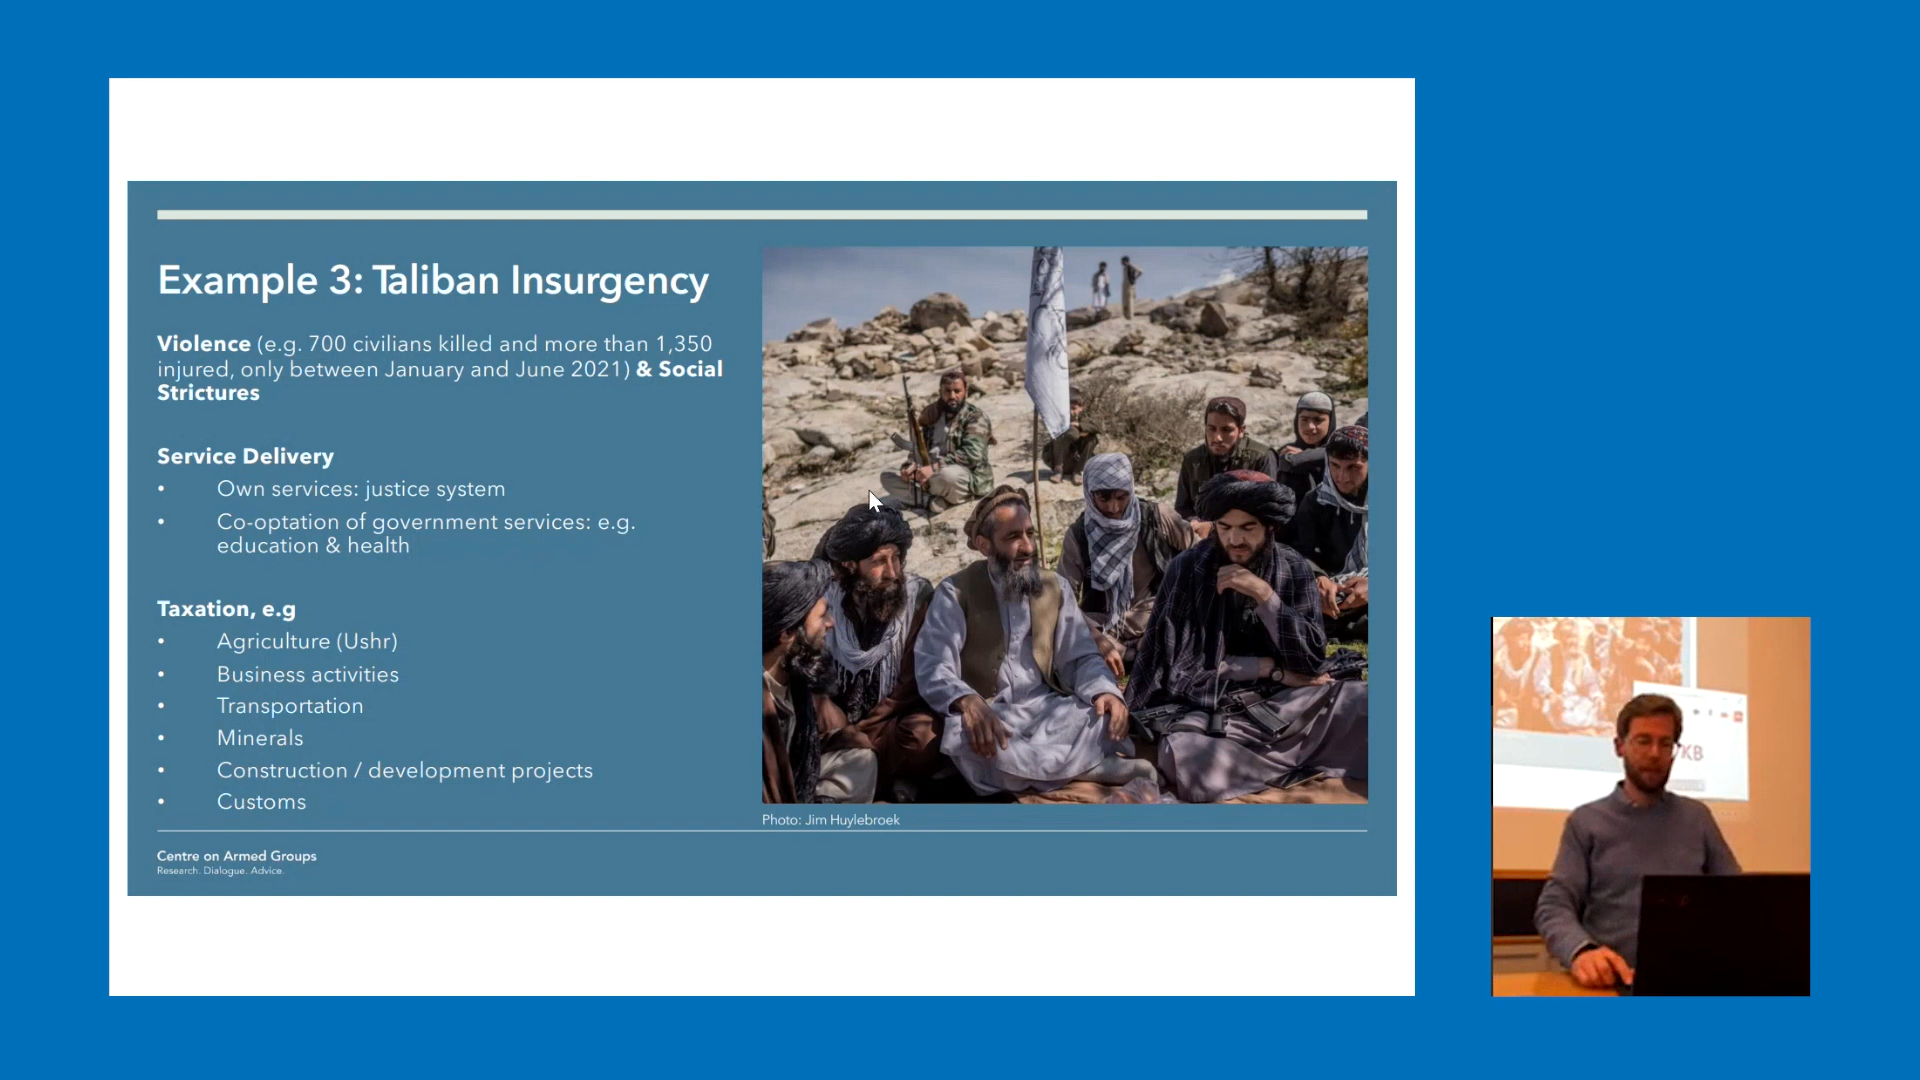 Example 3: Taliban Insurgency
Violence (e.g. 700 civilians killed and more than 1,350
injured, only between January and June 2021) & Social
Strictures
Service Delivery
• Own services: justice system
• Co-optation of government services: e.g.
education & health
Taxation, e.g
• Agriculture (Ushr)
• Business activities
• Transportation
• Minerals
• Construction / development projects
• Customs
Photo: Jim Huylebroek
Centre on Armed Groups
Research. Dialogue. Advice.
KB